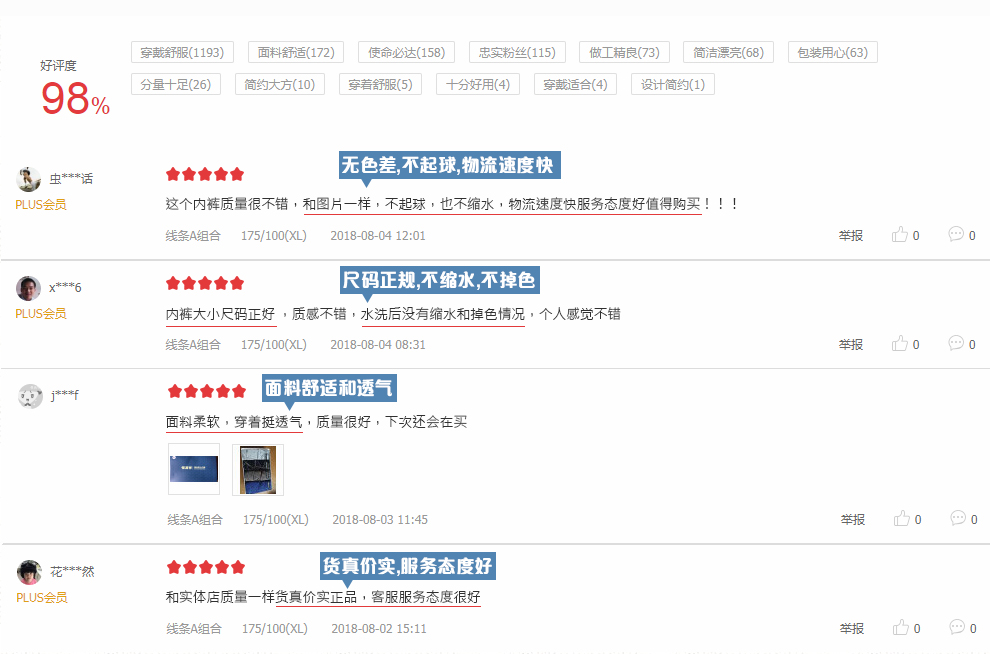 穿戴舒服(1193) 面料舒适(172) 使命必达(158) 忠实粉丝(115) 做工精良(73) 简洁漂亮(68) 包装用心(63)
好评度
98%
分量十足(26) 简约大方(10) 穿着舒服(5) 十分好用(4) 穿戴适合(4) 设计简约(1)
无色差,不起球,物流速度快
虫***话
PLUS会员
这个内裤质量很不错，和图片一样，不起球，也不缩水，物流速度快服务态度好值得购买！！！
线条A组合 175/100(XL) 2018-08-04 12:01 举报 0 0
尺码正规,不缩水,不掉色
x***6
PLUS会员
内裤大小尺码正好 ，质感不错，水洗后没有缩水和掉色情况，个人感觉不错
线条A组合 175/100(XL) 2018-08-04 08:31 举报 0 0
面料舒适和透气
j***f
面料柔软，穿着挺透气，质量很好，下次还会在买
线条A组合 175/100(XL) 2018-08-03 11:45 举报 0 0
货真价实,服务态度好
花***然
PLUS会员
和实体店质量一样货真价实正品，客服服务态度很好
线条A组合 175/100(XL) 2018-08-02 15:11 举报 0 0